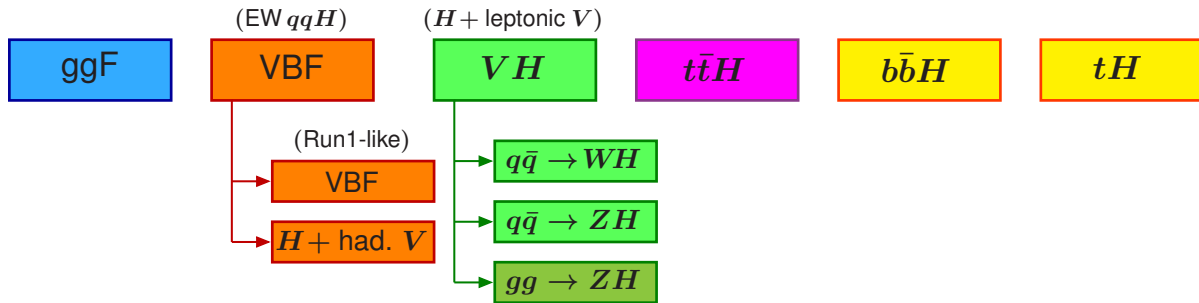 (EW qqH) (H + leptonic V)
ggF VBF VH tt̄H bb̄H tH
(Run1-like)
VBF
H + had. V
qq̄ → WH
qq̄ → ZH
gg → ZH